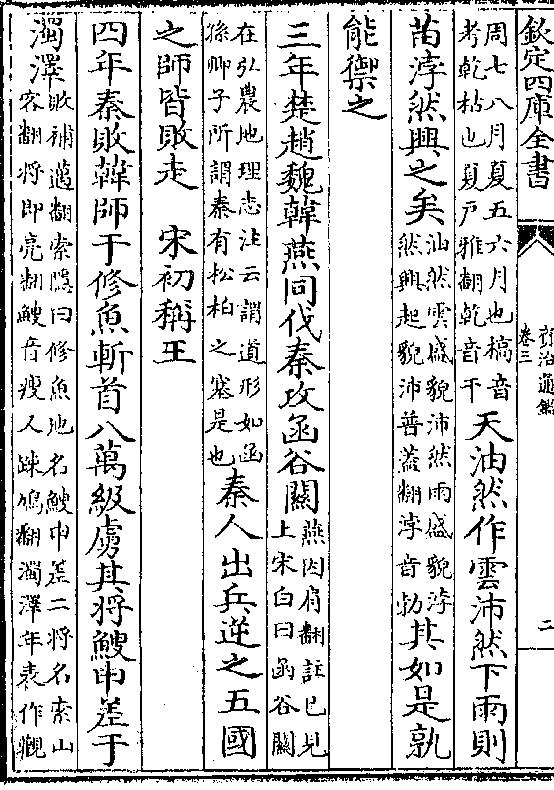 欽定四庫全書
資治通鑑
卷三
二
周七八月夏五六月也槁音
考乾枯也夏戸雅翻乾音干
天油然作雲沛然下雨則
苗浡然興之矣
油然雲盛貌沛然雨盛貌浡
然興起貌沛普蓋翻浡音勃
其如是孰
能禦之
三年楚趙魏韓燕同伐秦攻函谷關
燕因肩翻註已見
上宋白曰函谷關
在弘農地理志注云謂道形如函
孫卿子所謂秦有松柏之塞是也
秦人出兵逆之五國
之師皆敗走 宋初稱王
四年秦敗韓師于修魚斬首八萬級虜其將鱠申差于
濁澤
敗補邁翻索隱曰修魚地名鰒申差二將名索山
客翻將即亮翻鰒音瘦人踈鳩翻濁澤年表作觀